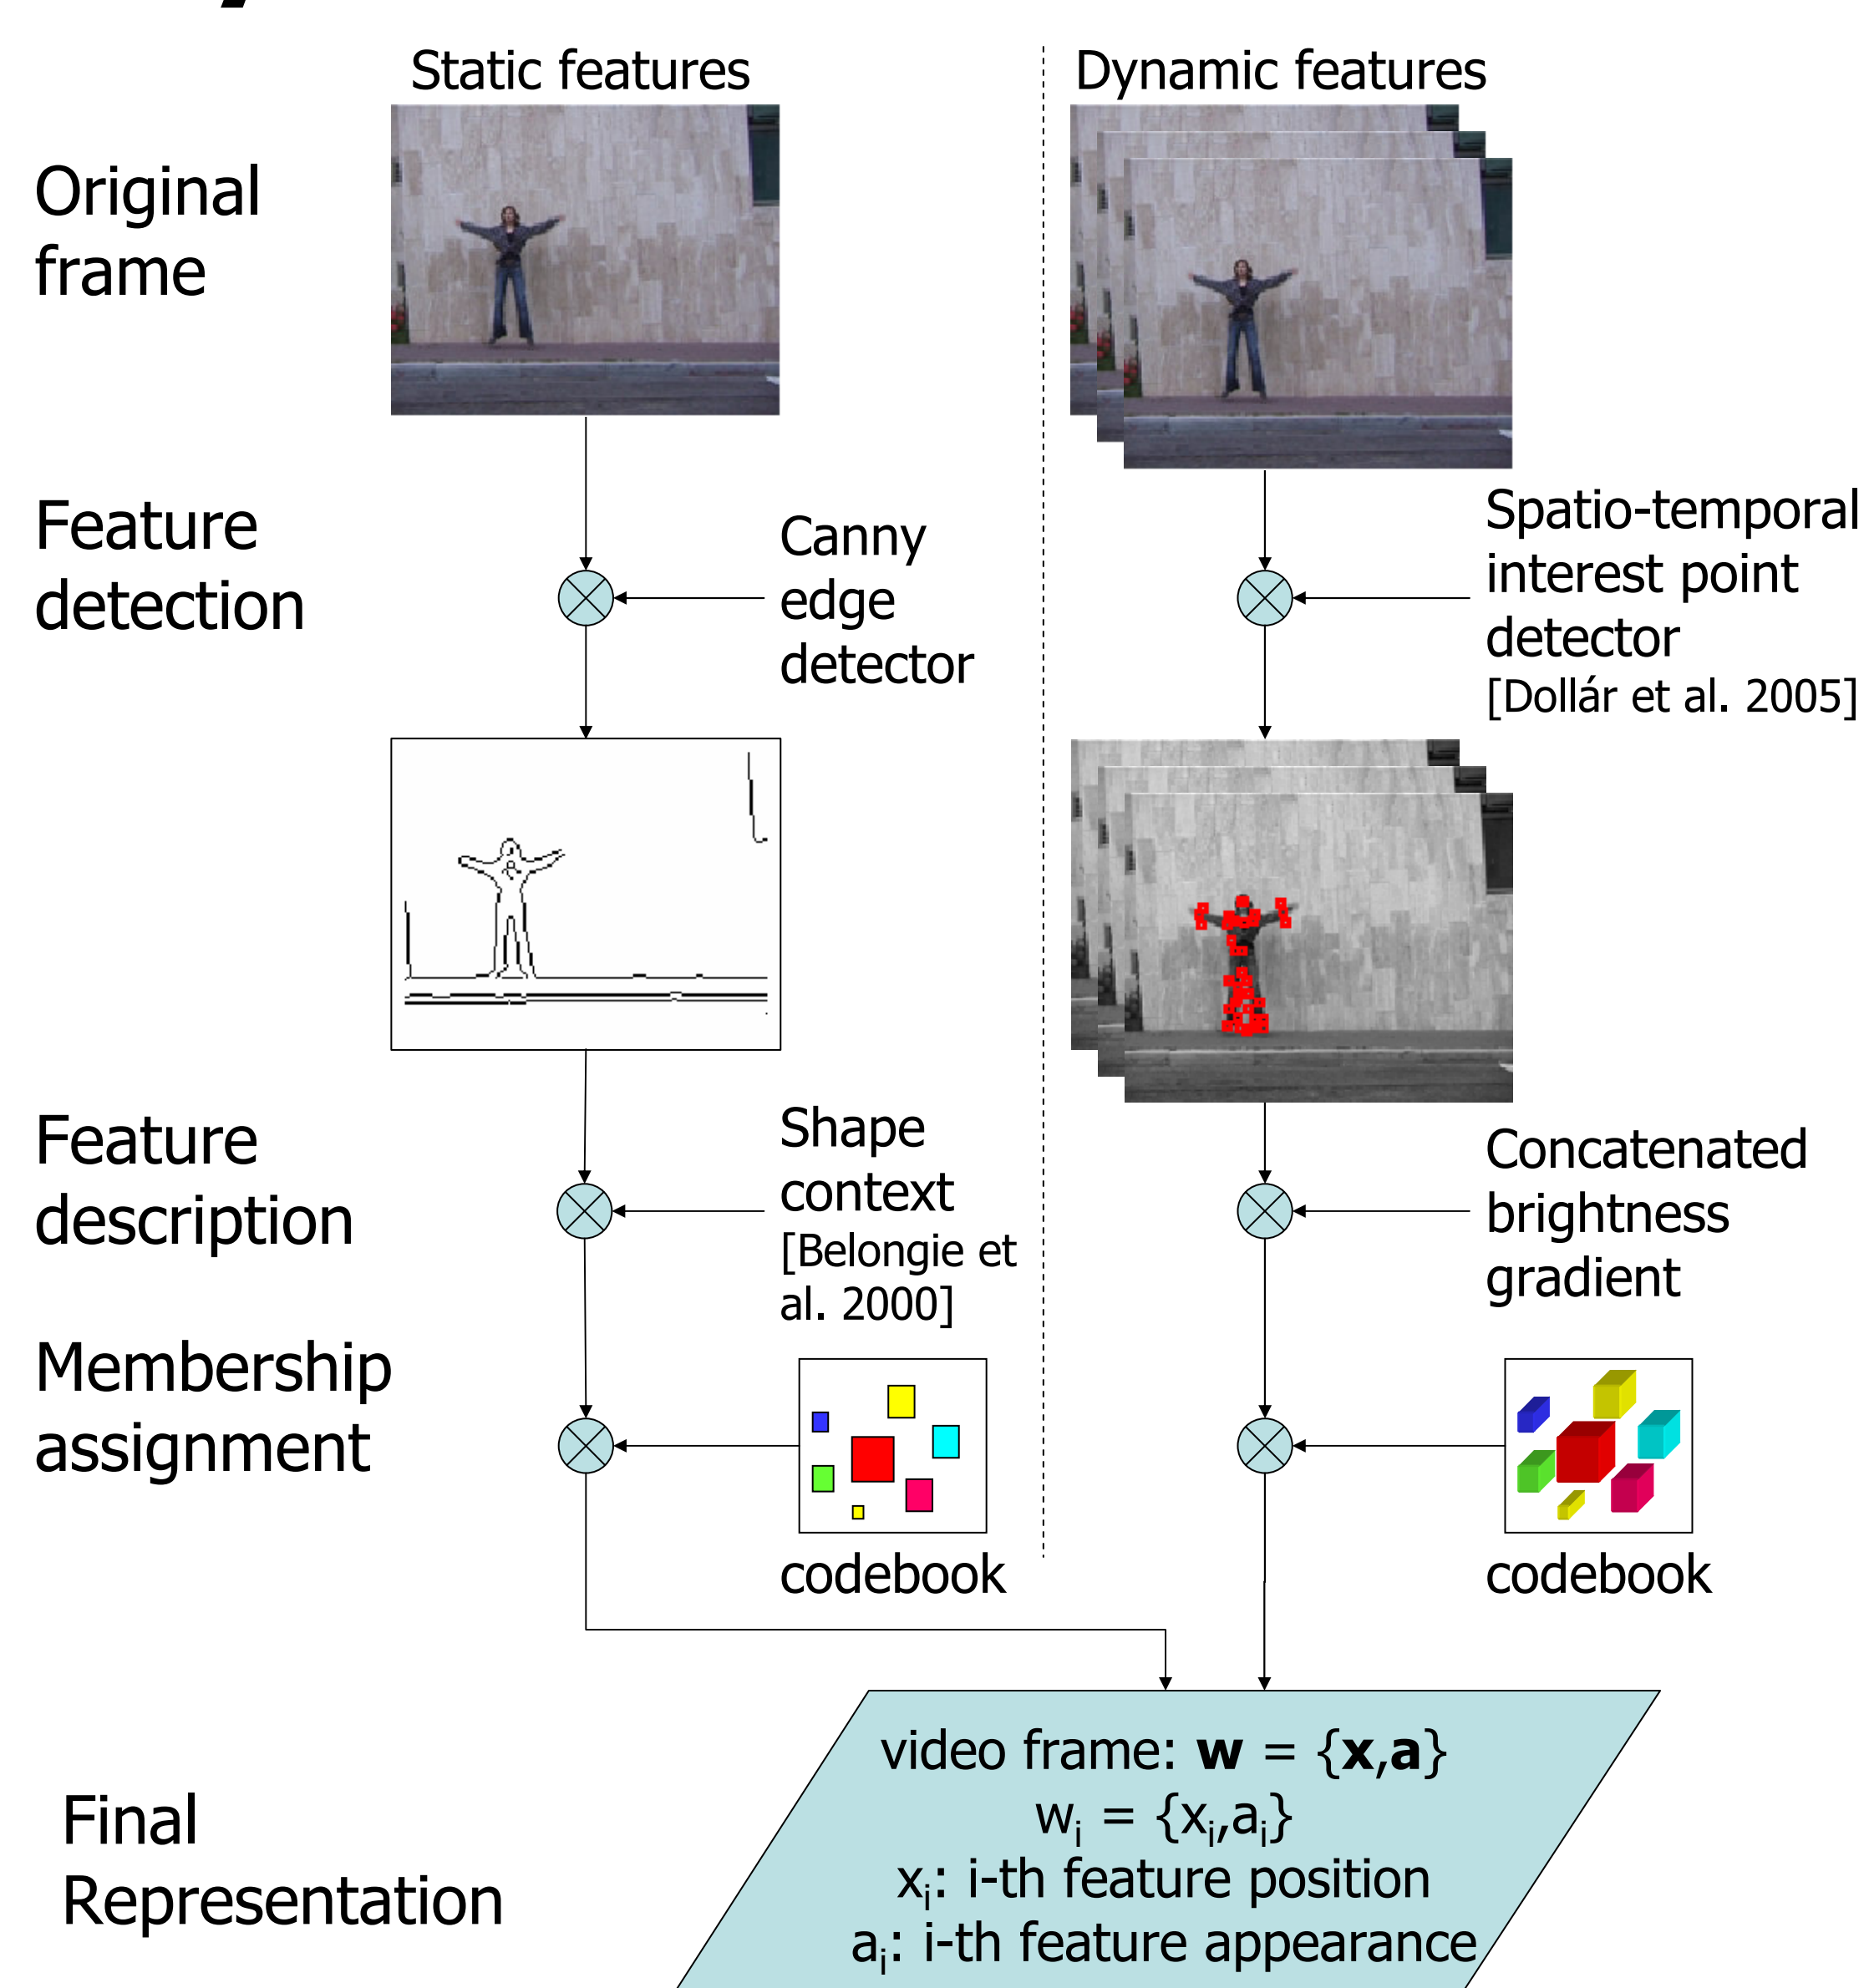 Static features
Dynamic features
Original
frame
Feature
detection
Canny
edge
detector
Spatio-temporal
interest point
detector
[Dollár et al. 2005]
Feature
description
Shape
context
[Belongie et
al. 2000]
Concatenated
brightness
gradient
Membership
assignment
codebook
codebook
Final
Representation
video frame: w = {x,a}
wi = {xi,ai}
xi: i-th feature position
ai: i-th feature appearance